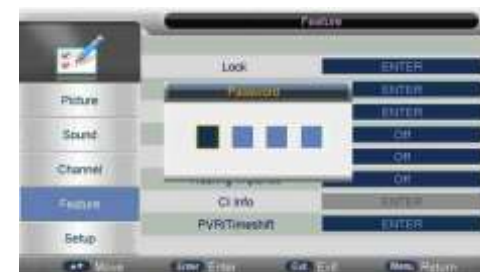 Feature
Lock ENTER
Password
ENTER
Picture
ENTER
Sound
Off
Channel
Off
Off
Feature
CI Info ENTER
PVR/Timeshift ENTER
Setup
Move Enter Enter Exit Exit Menu Return